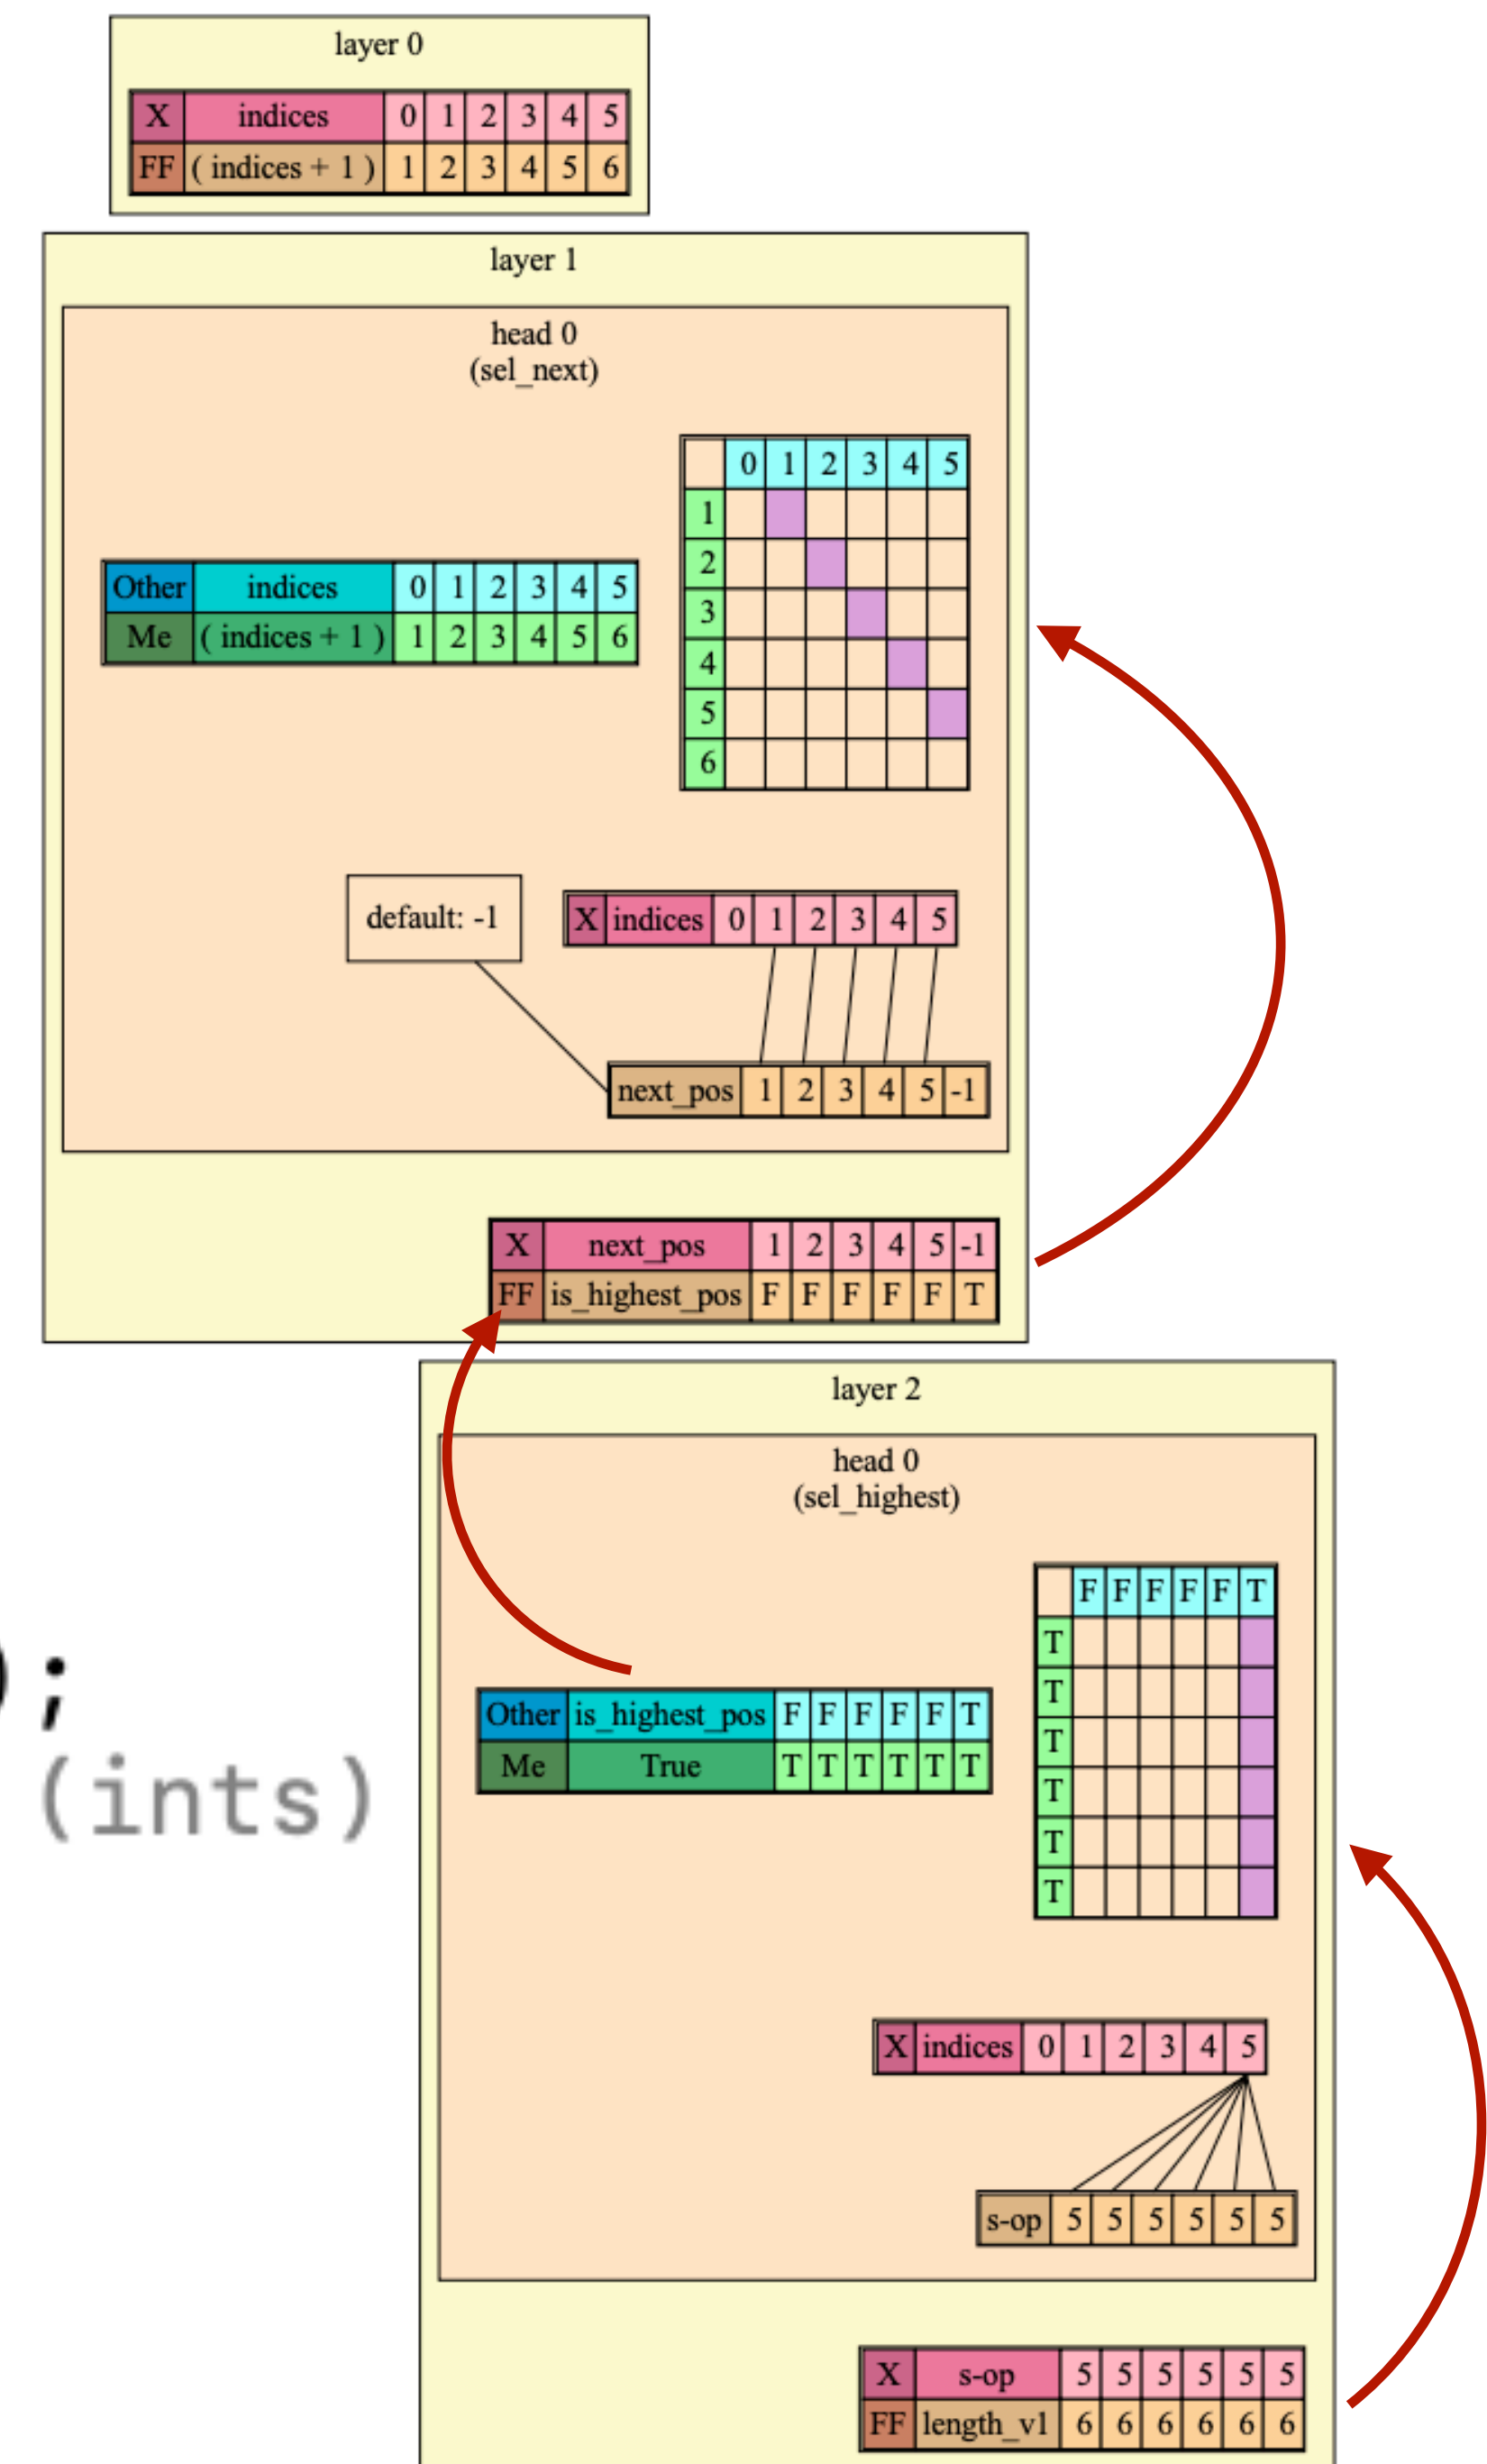 layer 0
X indices 0 1 2 3 4 5
FF ( indices + 1 ) 1 2 3 4 5 6
layer 1
head 0
(sel_next)
0 1 2 3 4 5
1
2
3
4
5
6
Other indices 0 1 2 3 4 5
Me ( indices + 1 ) 1 2 3 4 5 6
default: -1
X indices 0 1 2 3 4 5
next_pos 1 2 3 4 5 -1
X next_pos 1 2 3 4 5 -1
FF is_highest_pos F F F F F T
layer 2
head 0
(sel_highest)
F F F F F T
T
T
T
T
T
T
);
(ints)
Other is_highest_pos F F F F F T
Me True T T T T T T
X indices 0 1 2 3 4 5
s-op 5 5 5 5 5 5
X s-op 5 5 5 5 5 5
FF length_v1 6 6 6 6 6 6